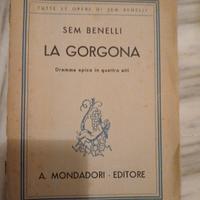 TUTTE LE OPERE DI SEM BENELLI
SEM BENELLI
LA GORGONA
Dramma epico in quattro atti
A. MONDADORI - EDITORE